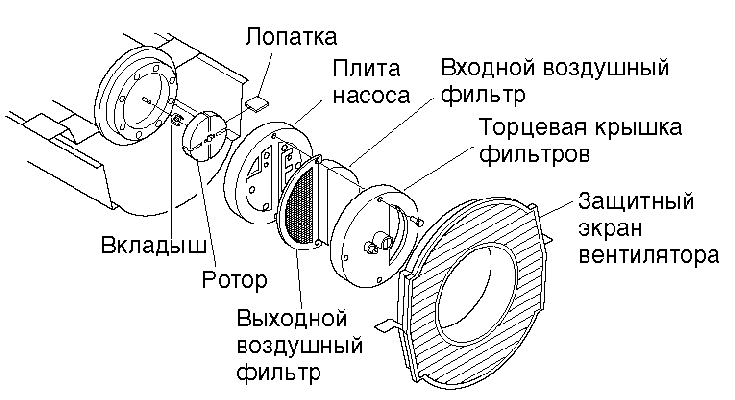 Лопатка
Плита
насоса
Входной воздушный
фильтр
Торцевая крышка
фильтров
Защитный
экран
вентилятора
Вкладыш
Ротор
Выходной
воздушный
фильтр